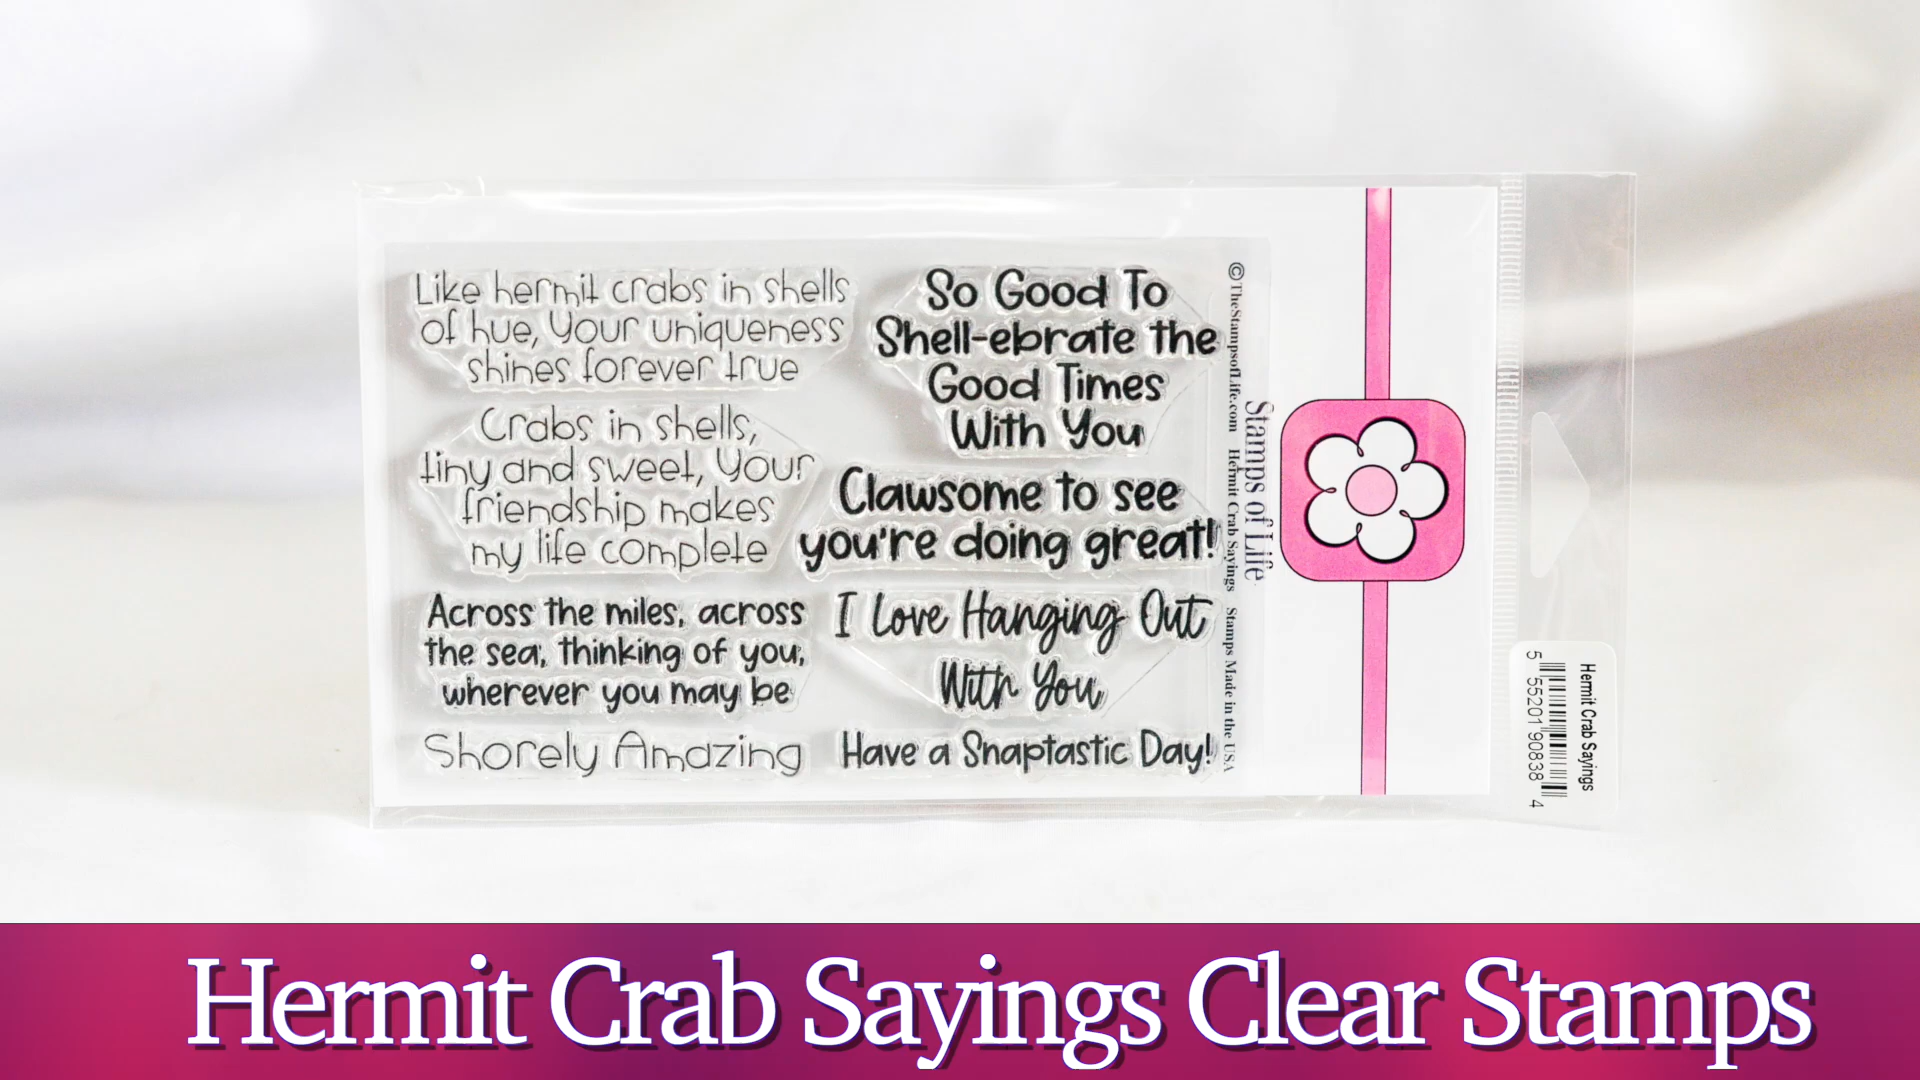 Like hermit crabs in shells
of hue, Your uniqueness
shines forever true
Crabs in shells,
tiny and sweet, Your
friendship makes
my life complete
Across the miles, across
the sea, thinking of you,
wherever you may be
Shorely Amazing
So Good To
Shell-ebrate the
Good Times
With You
Clawsome to see
you're doing great!
I Love Hanging Out
With You
Have a Snaptastic Day!
©TheStampsofLife.com Hermit Crab Sayings Stamps Made in the USA
Stamps of Life
Hermit Crab Sayings
5 55201 90838 4
Hermit Crab Sayings Clear Stamps